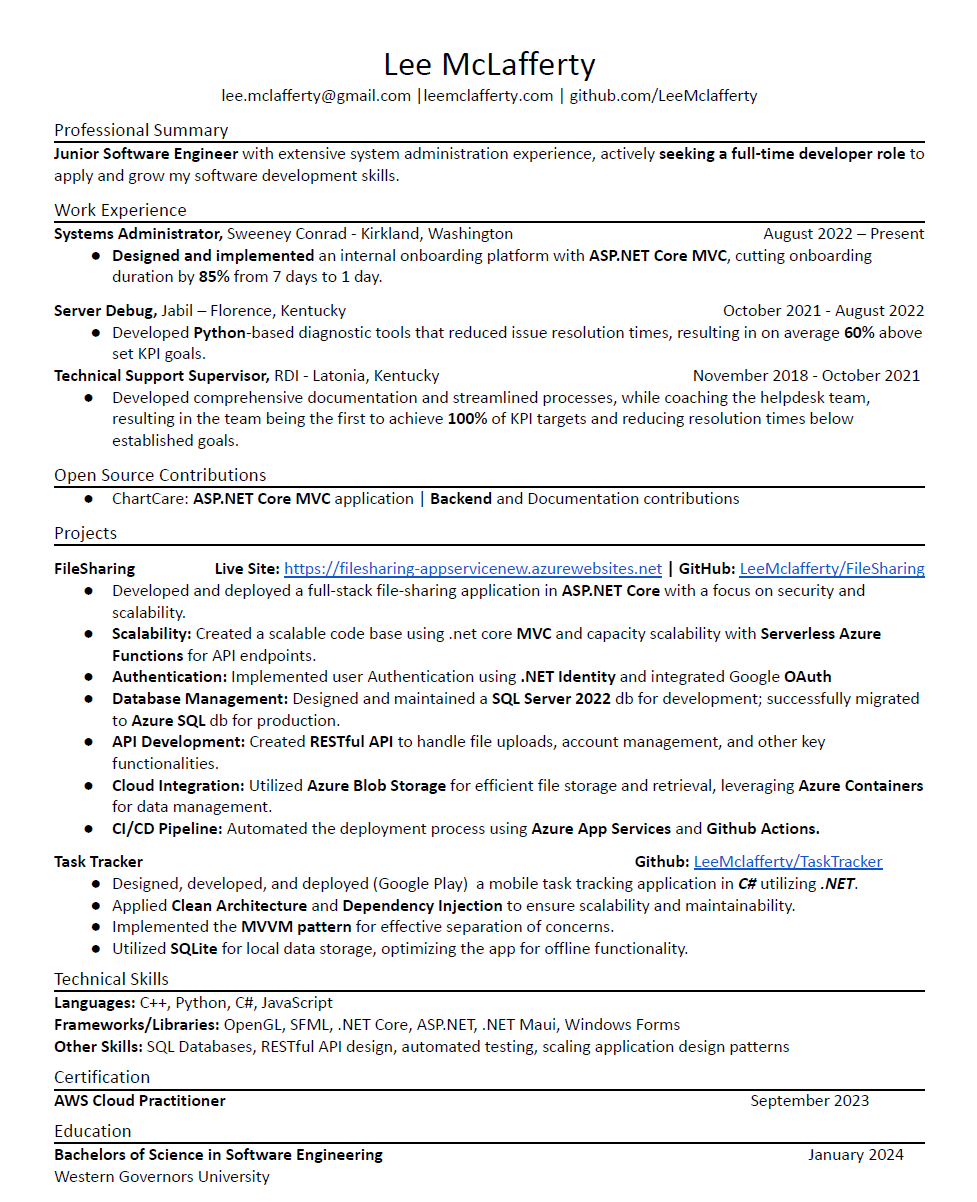 Lee McLafferty
lee.mclafferty@gmail.com |leemclafferty.com | github.com/LeeMclafferty
Professional Summary
Junior Software Engineer with extensive system administration experience, actively seeking a full-time developer role to
apply and grow my software development skills.
Work Experience
Systems Administrator, Sweeney Conrad - Kirkland, Washington August 2022 – Present
● Designed and implemented an internal onboarding platform with ASP.NET Core MVC, cutting onboarding
duration by 85% from 7 days to 1 day.
Server Debug, Jabil – Florence, Kentucky October 2021 - August 2022
● Developed Python-based diagnostic tools that reduced issue resolution times, resulting in on average 60% above
set KPI goals.
Technical Support Supervisor, RDI - Latonia, Kentucky November 2018 - October 2021
● Developed comprehensive documentation and streamlined processes, while coaching the helpdesk team,
resulting in the team being the first to achieve 100% of KPI targets and reducing resolution times below
established goals.
Open Source Contributions
● ChartCare: ASP.NET Core MVC application | Backend and Documentation contributions
Projects
FileSharing Live Site: https://filesharing-appservicenew.azurewebsites.net | GitHub: LeeMclafferty/FileSharing
● Developed and deployed a full-stack file-sharing application in ASP.NET Core with a focus on security and
scalability.
● Scalability: Created a scalable code base using .net core MVC and capacity scalability with Serverless Azure
Functions for API endpoints.
● Authentication: Implemented user Authentication using .NET Identity and integrated Google OAuth
● Database Management: Designed and maintained a SQL Server 2022 db for development; successfully migrated
to Azure SQL db for production.
● API Development: Created RESTful API to handle file uploads, account management, and other key
functionalities.
● Cloud Integration: Utilized Azure Blob Storage for efficient file storage and retrieval, leveraging Azure Containers
for data management.
● CI/CD Pipeline: Automated the deployment process using Azure App Services and Github Actions.
Task Tracker Github: LeeMclafferty/TaskTracker
● Designed, developed, and deployed (Google Play) a mobile task tracking application in C# utilizing .NET.
● Applied Clean Architecture and Dependency Injection to ensure scalability and maintainability.
● Implemented the MVVM pattern for effective separation of concerns.
● Utilized SQLite for local data storage, optimizing the app for offline functionality.
Technical Skills
Languages: C++, Python, C#, JavaScript
Frameworks/Libraries: OpenGL, SFML, .NET Core, ASP.NET, .NET Maui, Windows Forms
Other Skills: SQL Databases, RESTful API design, automated testing, scaling application design patterns
Certification
AWS Cloud Practitioner September 2023
Education
Bachelors of Science in Software Engineering January 2024
Western Governors University